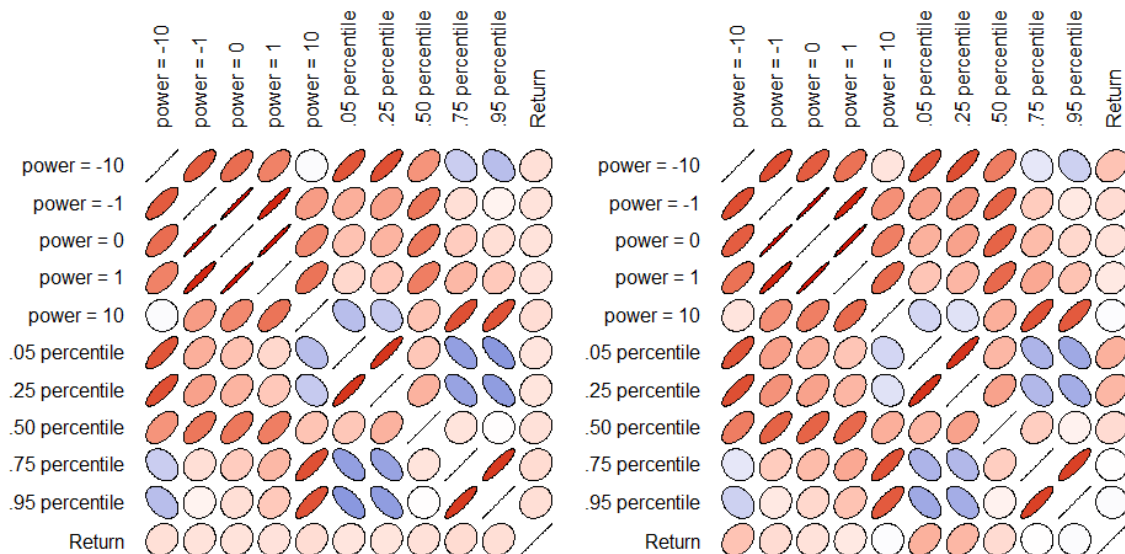 power = -10
power = -1
power = 0
power = 1
power = 10
.05 percentile
.25 percentile
.50 percentile
.75 percentile
.95 percentile
Return
power = -10
power = -1
power = 0
power = 1
power = 10
.05 percentile
.25 percentile
.50 percentile
.75 percentile
.95 percentile
Return
power = -10
power = -1
power = 0
power = 1
power = 10
.05 percentile
.25 percentile
.50 percentile
.75 percentile
.95 percentile
Return
power = -10
power = -1
power = 0
power = 1
power = 10
.05 percentile
.25 percentile
.50 percentile
.75 percentile
.95 percentile
Return